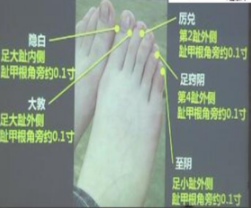 隐白
足大趾内侧
趾甲根角旁约0.1寸
大敦
足大趾外侧
趾甲根角旁约0.1寸
厉兑
第2趾外侧
趾甲根角旁约0.1寸
足窍阴
第4趾外侧
趾甲根角旁约0.1寸
至阴
足小趾外侧
趾甲根角旁约0.1寸